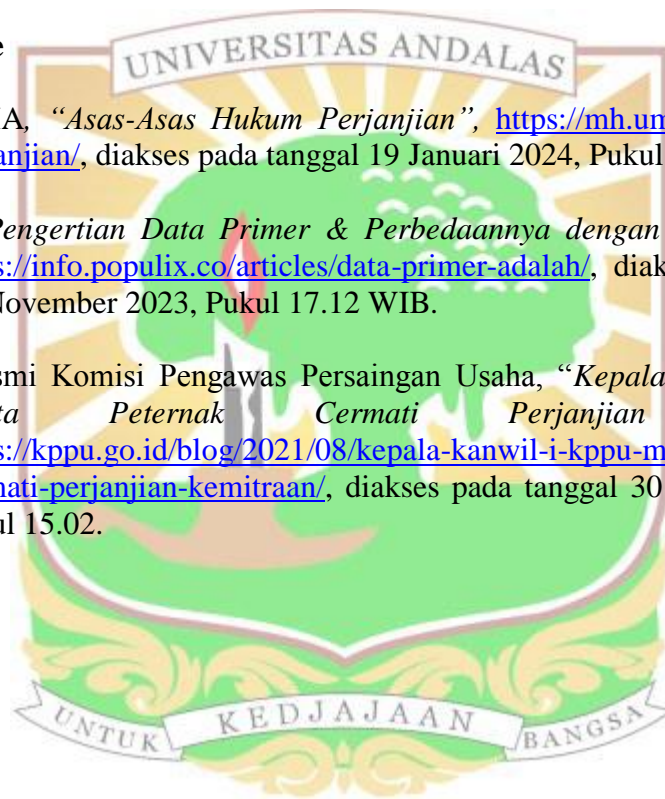 e
UNIVERSITAS ANDALAS
A, “Asas-Asas Hukum Perjanjian”, https://mh.um
anjian/, diakses pada tanggal 19 Januari 2024, Pukul
Pengertian Data Primer & Perbedaannya dengan
s://info.populix.co/articles/data-primer-adalah/, diak
November 2023, Pukul 17.12 WIB.
smi Komisi Pengawas Persaingan Usaha, “Kepala
ta Peternak Cermati Perjanjian
s://kppu.go.id/blog/2021/08/kepala-kanwil-i-kppu-m
nati-perjanjian-kemitraan/, diakses pada tanggal 30
ul 15.02.
UNTUK KEDJAJAAN BANGSA